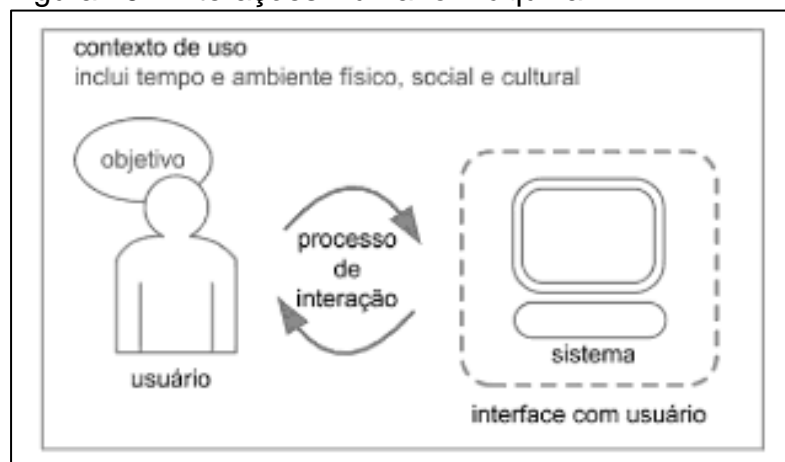 contexto de uso
inclui tempo e ambiente físico, social e cultural
objetivo
processo
de
interação
usuário
sistema
interface com usuário